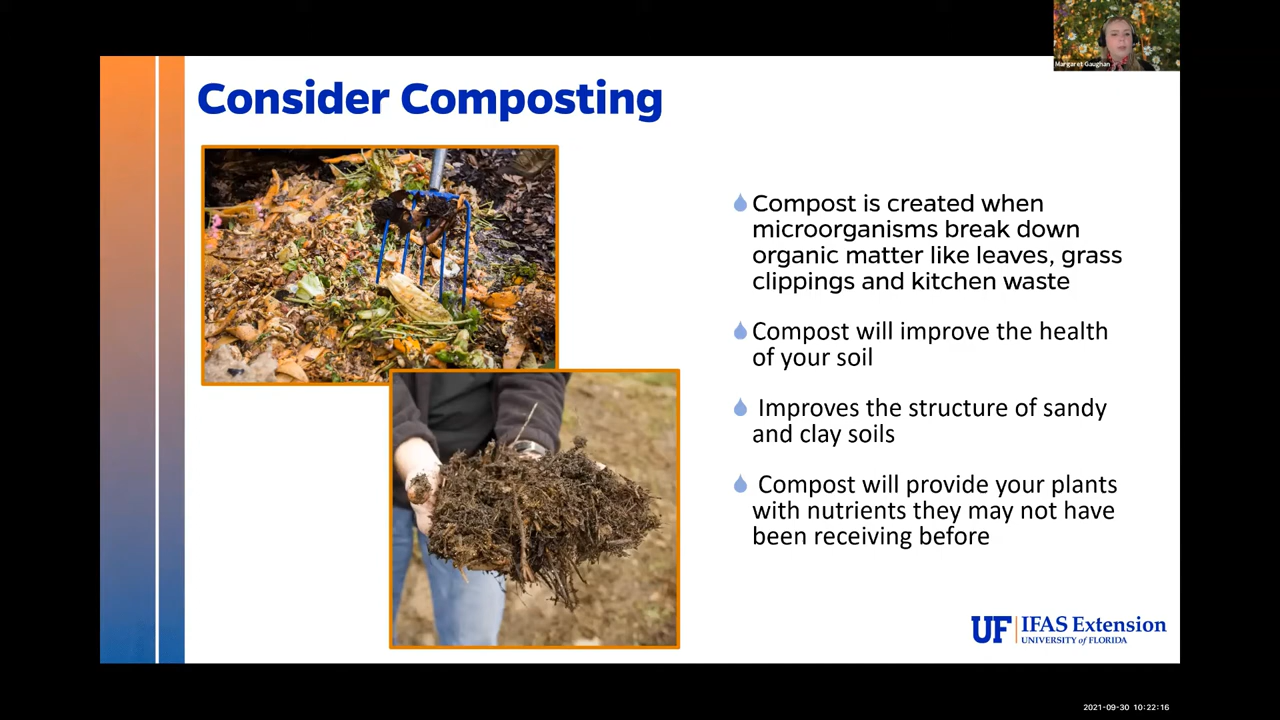 Margaret Gaughan
Consider Composting
Compost is created when
microorganisms break down
organic matter like leaves, grass
clippings and kitchen waste
Compost will improve the health
of your soil
Improves the structure of sandy
and clay soils
Compost will provide your plants
with nutrients they may not have
been receiving before
UF IFAS Extension
UNIVERSITY of FLORIDA
2021-09-30 10:22:16